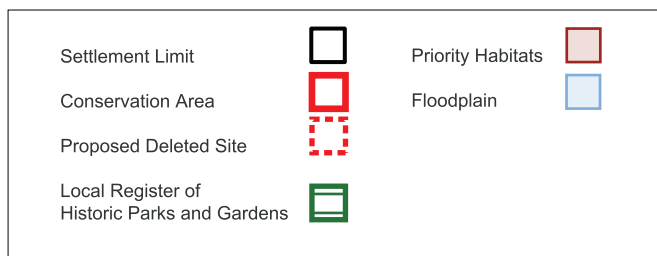 Settlement Limit
Conservation Area
Proposed Deleted Site
Local Register of
Historic Parks and Gardens
Priority Habitats
Floodplain